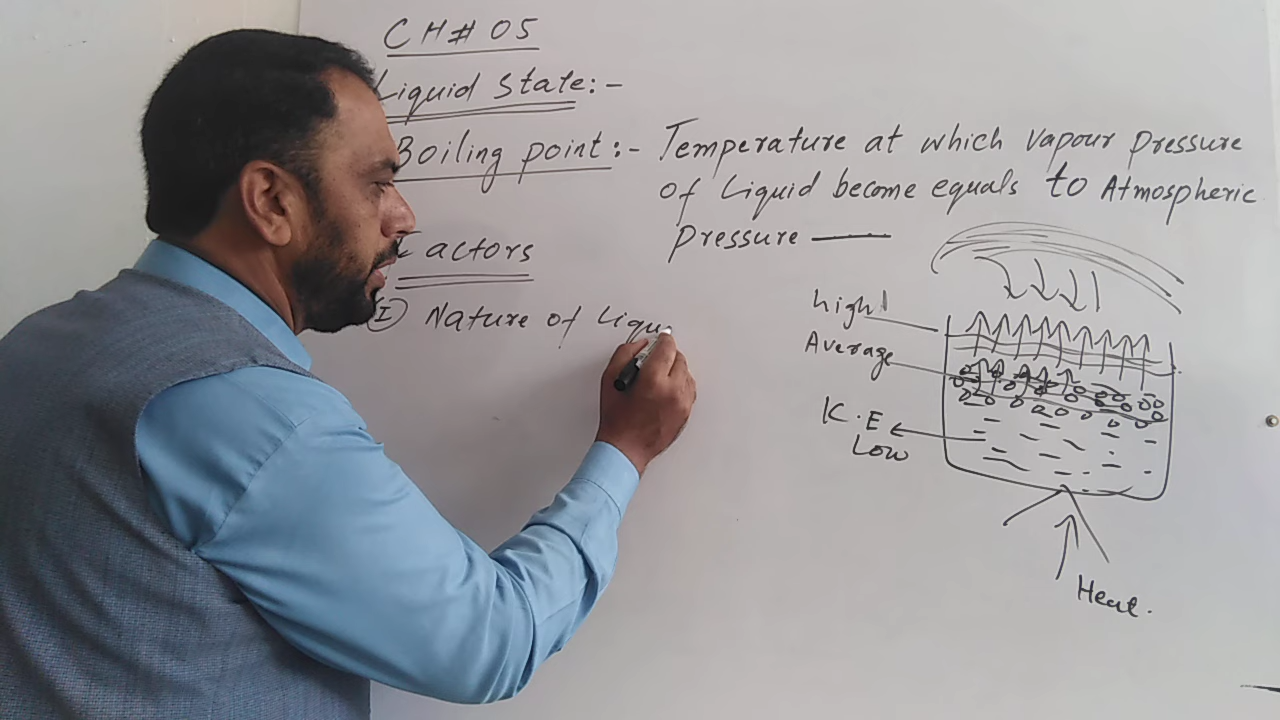 CH# 05
Liquid State:-
Boiling point:- Temperature at which Vapour Pressure
of Liquid become equals to Atmospheric
Pressure —
Factors
I Nature of Liqu
high
Average
K.E
Low
Heat.